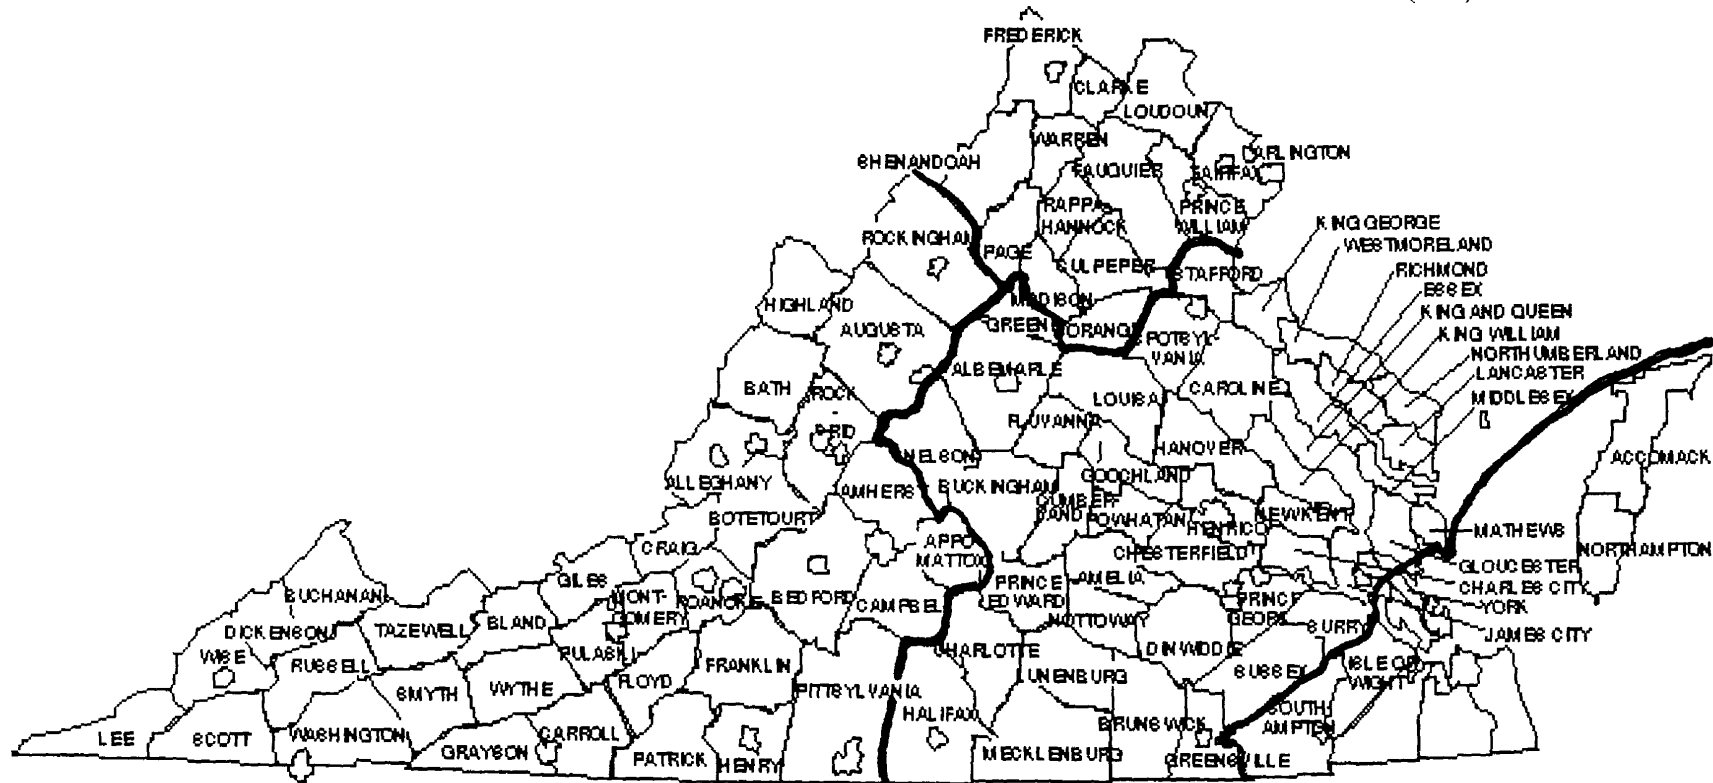 FREDERICK
CLARKE
LOUDOUN
WARREN
SHENANDOAH
ARLINGTON
FAUQUIER
FAIRFAX
RAPPA-
HANNOCK
PRINCE
WILLIAM
KING GEORGE
WESTMORELAND
ROCKINGHAM
PAGE
CULPEPER
STAFFORD
RICHMOND
ESSEX
HIGHLAND
MADISON
KING AND QUEEN
AUGUSTA
GREENE
ORANGE
SPOTSYL-
VANIA
KING WILLIAM
NORTHUMBERLAND
ALBEMARLE
LANCASTER
BATH
ROCK
BRID
LOUISA
CAROLINE
MIDDLESEX
FLUVANNA
HANOVER
NELSON
ACCOMACK
ALLEGHANY
AMHERST
BUCKINGHAM
GOOCHLAND
CUMBER-
LAND
BOTETOURT
POWHATAN
HENRICO
NEW KENT
MATHEWS
CRAIG
APPO
MATTOX
CHESTERFIELD
NORTHAMPTON
GILES
GLOUCESTER
BUCHANAN
MONT-
GOMERY
ROANOKE
BEDFORD
CAMPBELL
PRINCE
EDWARD
AMELIA
CHARLES CITY
YORK
DICKENSON
TAZEWELL
BLAND
NOTTOWAY
PRINCE
GEORGE
SURRY
JAMES CITY
WISE
RUSSELL
PULASKI
FRANKLIN
CHARLOTTE
DINWIDDIE
SUSSEX
ISLE OF
WIGHT
SMYTH
WYTHE
FLOYD
PITTSYLVANIA
LUNENBURG
HALIFAX
SOUTH
AMPTON
LEE
SCOTT
WASHINGTON
GRAYSON
CARROLL
PATRICK
HENRY
MECKLENBURG
BRUNSWICK
GREENSVILLE